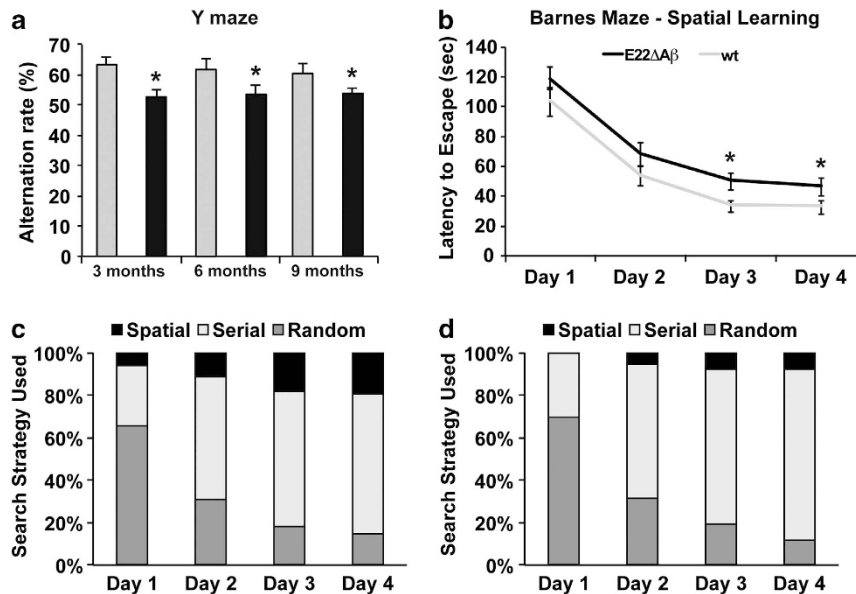 a
Y maze
Alternation rate (%)
70
60
50
40
30
20
10
0
*
*
*
3 months
6 months
9 months
b
Barnes Maze - Spatial Learning
Latency to Escape (sec)
140
120
100
80
60
40
20
0
E22ΔAβ
wt
*
*
Day 1
Day 2
Day 3
Day 4
c
Spatial
Serial
Random
Search Strategy Used
100%
80%
60%
40%
20%
0%
Day 1
Day 2
Day 3
Day 4
d
Spatial
Serial
Random
Search Strategy Used
100%
80%
60%
40%
20%
0%
Day 1
Day 2
Day 3
Day 4